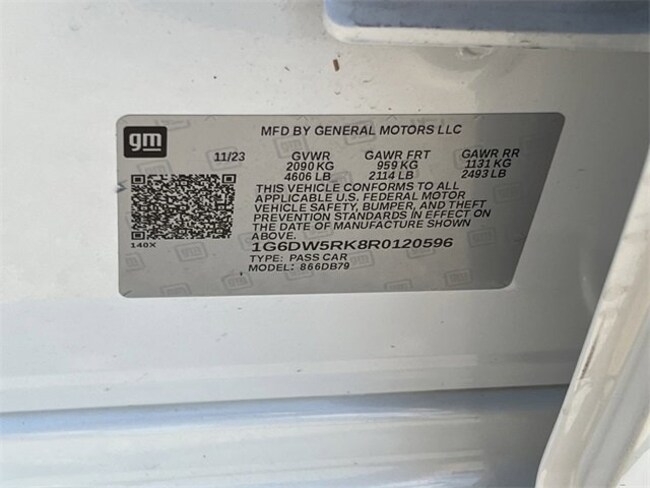 gm
MFD BY GENERAL MOTORS LLC
11/23 GVWR GAWR FRT GAWR RR
2090 KG 959 KG 1131 KG
4606 LB 2114 LB 2493 LB
THIS VEHICLE CONFORMS TO ALL
APPLICABLE U.S. FEDERAL MOTOR
VEHICLE SAFETY, BUMPER, AND THEFT
PREVENTION STANDARDS IN EFFECT ON
THE DATE OF MANUFACTURE SHOWN
ABOVE.
140X
1G6DW5RK8R0120596
TYPE: PASS CAR
MODEL: 866DB79